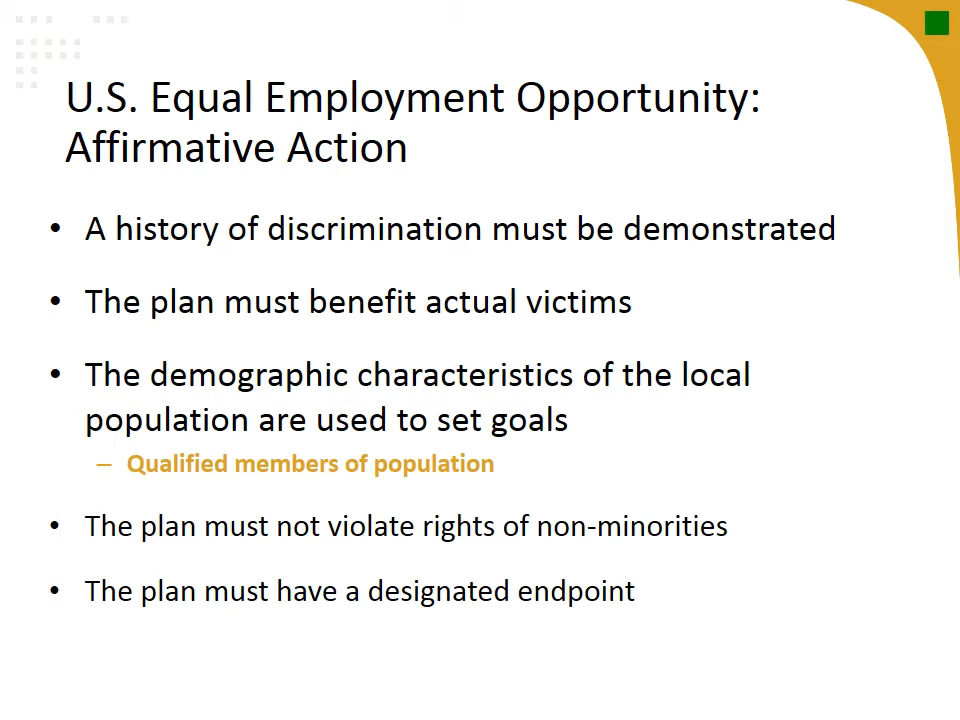 U.S. Equal Employment Opportunity:
Affirmative Action
• A history of discrimination must be demonstrated
• The plan must benefit actual victims
• The demographic characteristics of the local
population are used to set goals
– Qualified members of population
• The plan must not violate rights of non-minorities
• The plan must have a designated endpoint